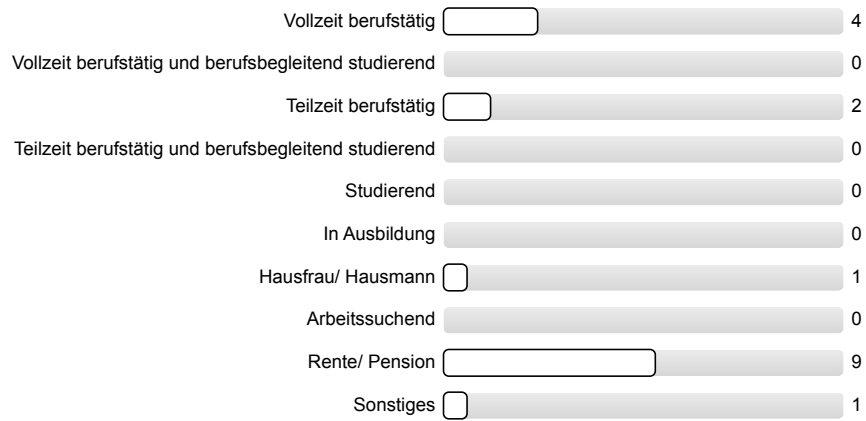 Vollzeit berufstätig 4
Vollzeit berufstätig und berufsbegleitend studierend 0
Teilzeit berufstätig 2
Teilzeit berufstätig und berufsbegleitend studierend 0
Studierend 0
In Ausbildung 0
Hausfrau/ Hausmann 1
Arbeitssuchend 0
Rente/ Pension 9
Sonstiges 1